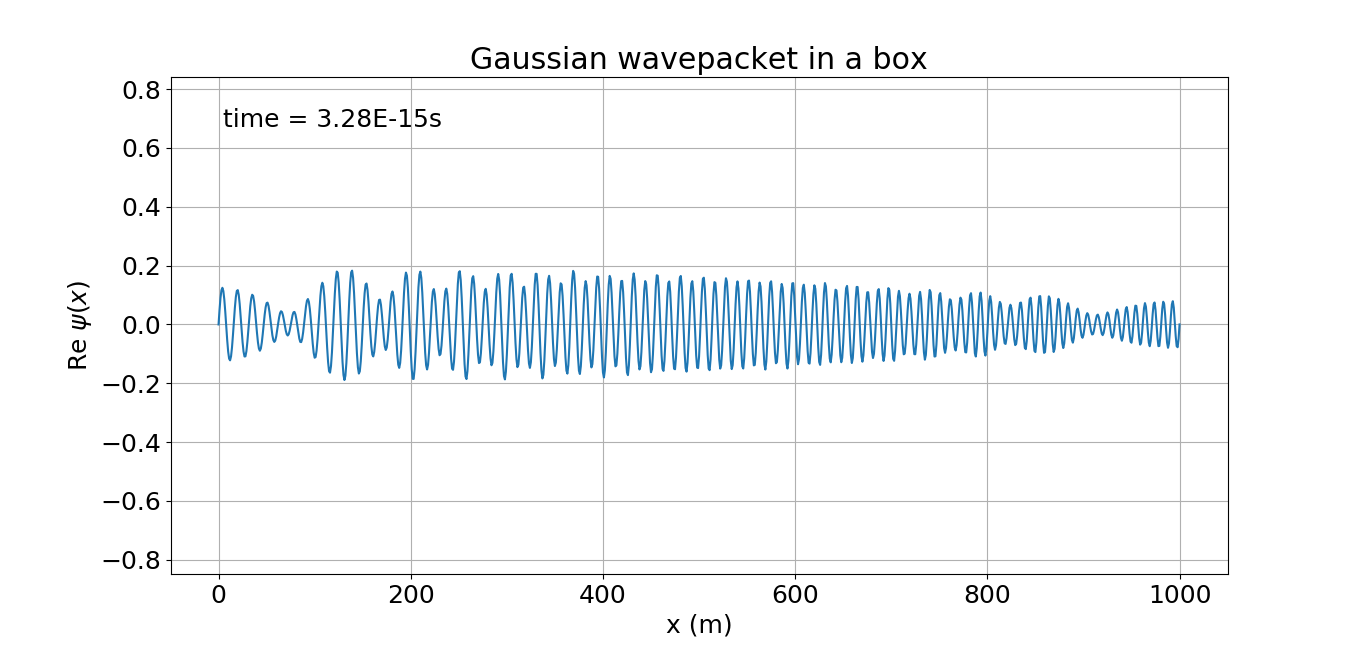 Gaussian wavepacket in a box
time = 3.28E-15s
0.8
0.6
0.4
0.2
0.0
−0.2
−0.4
−0.6
−0.8
Re ψ(x)
0 200 400 600 800 1000
x (m)